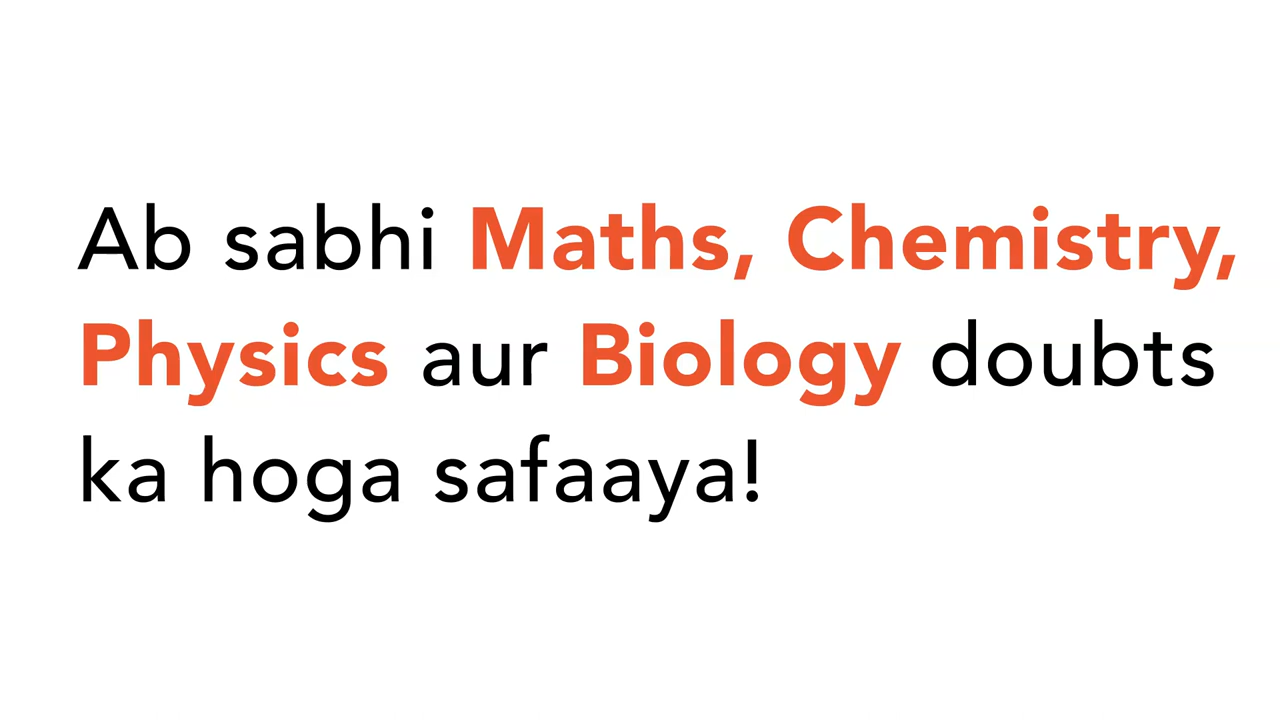 Ab sabhi Maths, Chemistry,
Physics aur Biology doubts
ka hoga safaaya!